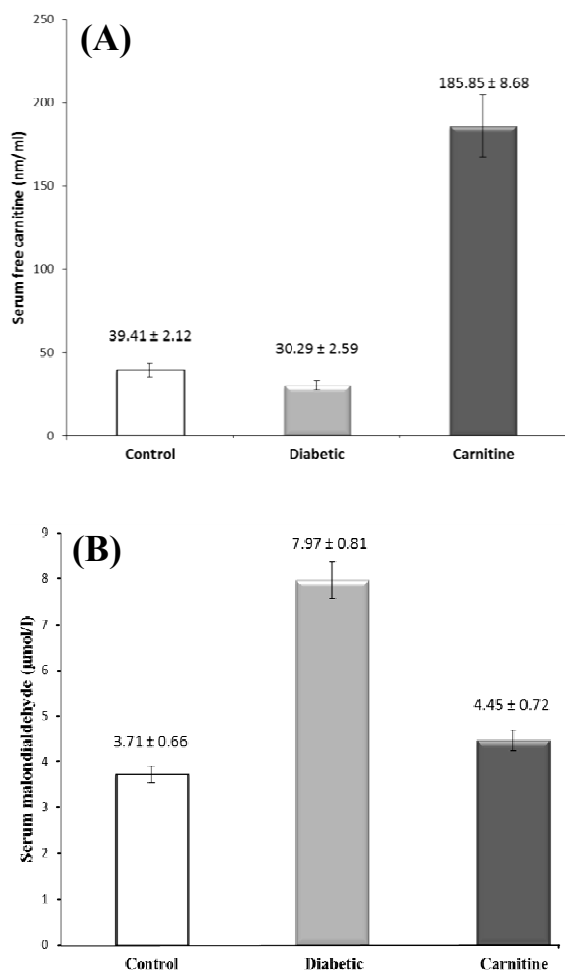 (A)
250
200
150
100
50
0
Serum free carnitine (nm/ml)
39.41 ± 2.12
30.29 ± 2.59
185.85 ± 8.68
Control Diabetic Carnitine
(B)
9
8
7
6
5
4
3
2
1
0
Serum malondialdehyde (µmol/l)
3.71 ± 0.66
7.97 ± 0.81
4.45 ± 0.72
Control Diabetic Carnitine